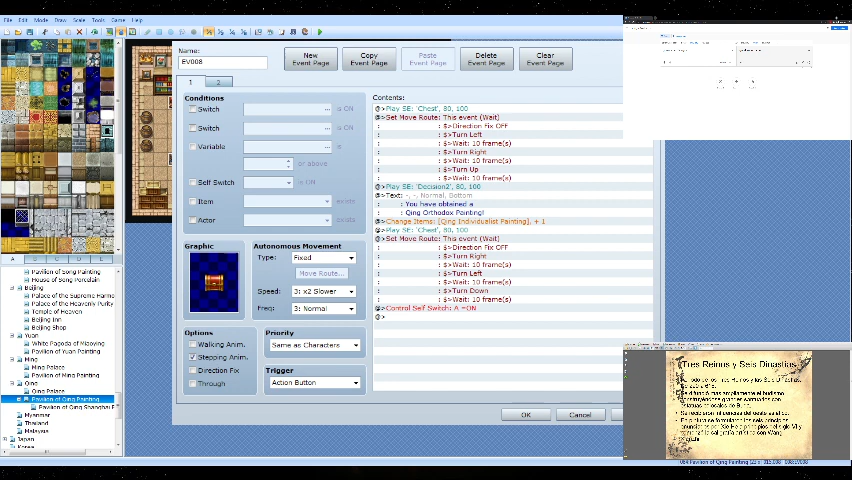 File Edit Mode Draw Scale Tools Game Help
Name:
EV008
New Event Page
Copy Event Page
Paste Event Page
Delete Event Page
Clear Event Page
1 2
Conditions
Switch ... is ON
Switch ... is ON
Variable ... is
or above
Self Switch is ON
Item exists
Actor exists
Graphic
Autonomous Movement
Type: Fixed
Move Route...
Speed: 3: x2 Slower
Freq: 3: Normal
Options
Walking Anim.
Stepping Anim.
Direction Fix
Through
Priority
Same as Characters
Trigger
Action Button
Contents:
@>Play SE: 'Chest', 80, 100
@>Set Move Route: This event (Wait)
: : $>Direction Fix OFF
: : $>Turn Left
: : $>Wait: 10 frame(s)
: : $>Turn Right
: : $>Wait: 10 frame(s)
: : $>Turn Up
: : $>Wait: 10 frame(s)
@>Play SE: 'Decision2', 80, 100
@>Text: -, -, Normal, Bottom
: : You have obtained a
: : Qing Orthodox Painting!
@>Change Items: [Qing Individualist Painting], + 1
@>Play SE: 'Chest', 80, 100
@>Set Move Route: This event (Wait)
: : $>Direction Fix OFF
: : $>Turn Right
: : $>Wait: 10 frame(s)
: : $>Turn Left
: : $>Wait: 10 frame(s)
: : $>Turn Down
: : $>Wait: 10 frame(s)
@>Control Self Switch: A =ON
@>
OK
Cancel
A B C D E
Pavilion of Song Painting
House of Song Porcelain
Beijing
Palace of the Supreme Harmo
Palace of the Heavenly Purity
Temple of Heaven
Beijing Inn
Beijing Shop
Yuan
White Pagoda of Miaoying
Pavilion of Yuan Painting
Ming
Ming Palace
Pavilion of Ming Painting
Qing
Qing Palace
Pavilion of Qing Painting
Pavilion of Qing Shanghai P
Myanmar
Thailand
Malaysia
Japan
Korea
Tres Reinos y Seis Dinastías